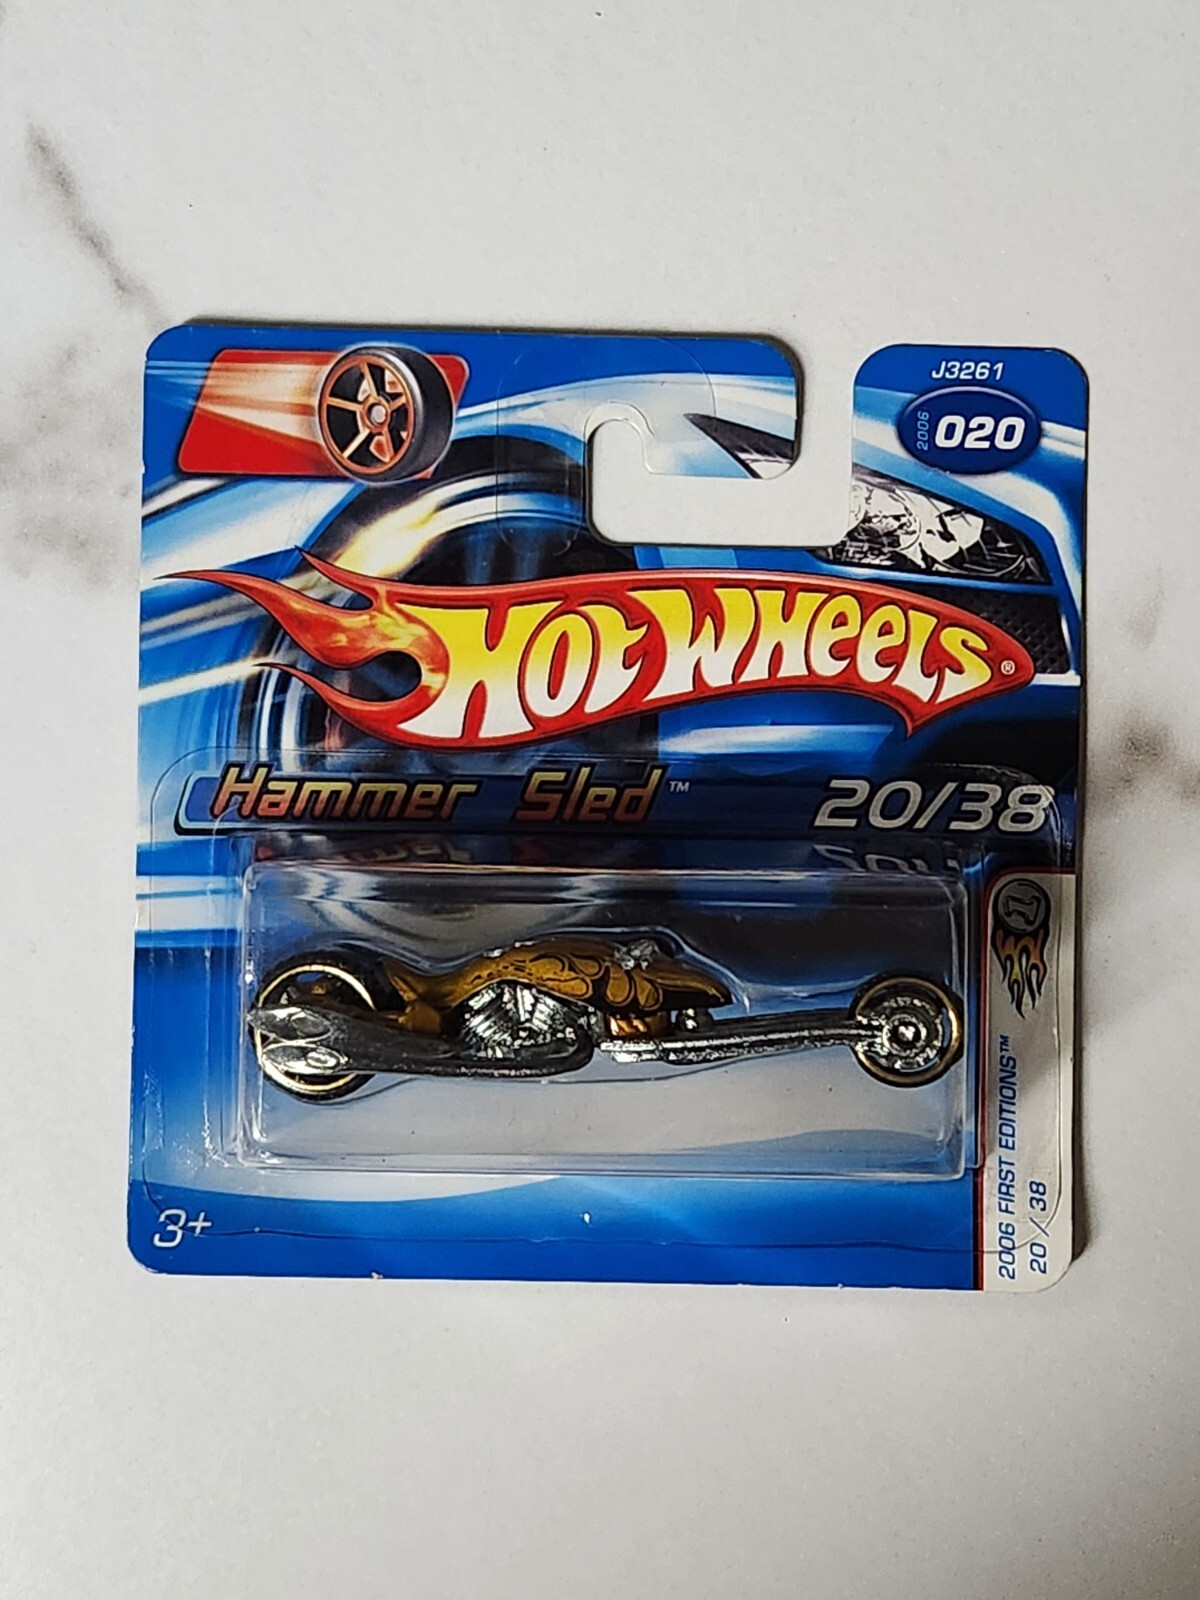 J3261
2006 020
HOT WHEELS®
Hammer Sled™ 20/38
2006 FIRST EDITIONS™
20 / 38
3+